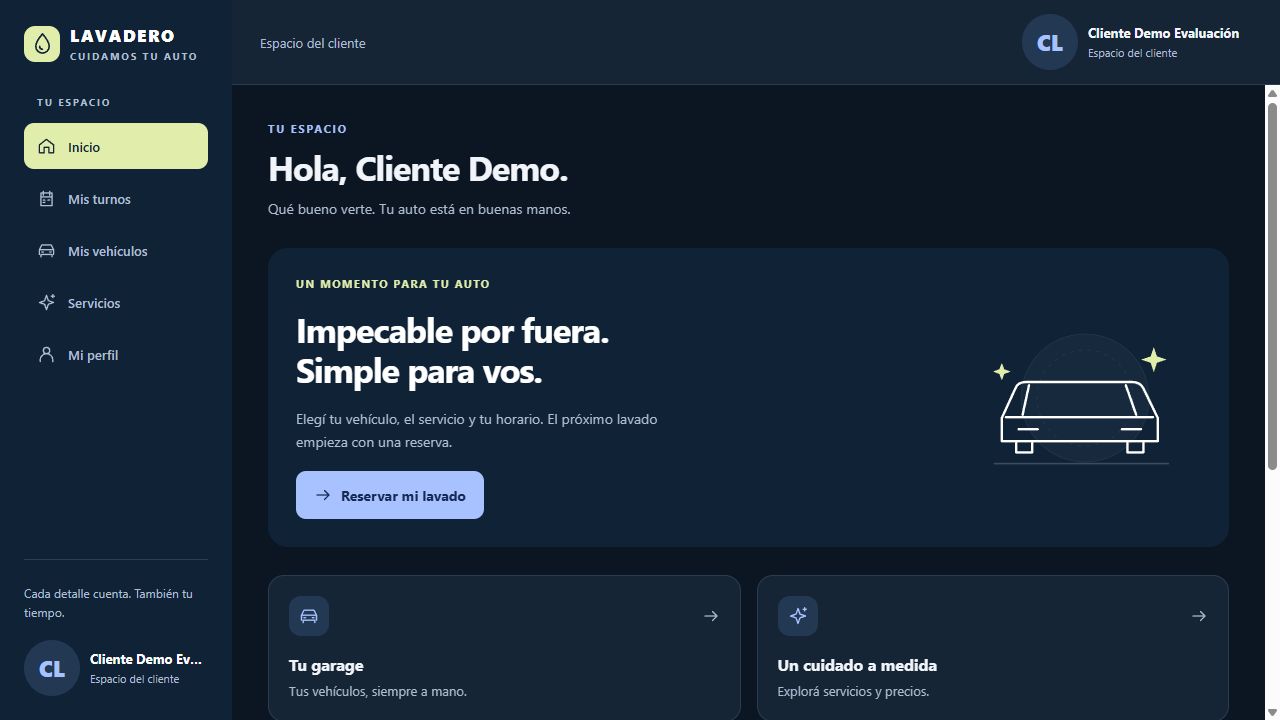 LAVADERO
CUIDAMOS TU AUTO
TU ESPACIO
Inicio
Mis turnos
Mis vehículos
Servicios
Mi perfil
Cada detalle cuenta. También tu
tiempo.
CL
Cliente Demo Ev...
Espacio del cliente
Espacio del cliente
CL
Cliente Demo Evaluación
Espacio del cliente
TU ESPACIO
Hola, Cliente Demo.
Qué bueno verte. Tu auto está en buenas manos.
UN MOMENTO PARA TU AUTO
Impecable por fuera.
Simple para vos.
Elegí tu vehículo, el servicio y tu horario. El próximo lavado
empieza con una reserva.
Reservar mi lavado
Tu garage
Tus vehículos, siempre a mano.
Un cuidado a medida
Explorá servicios y precios.